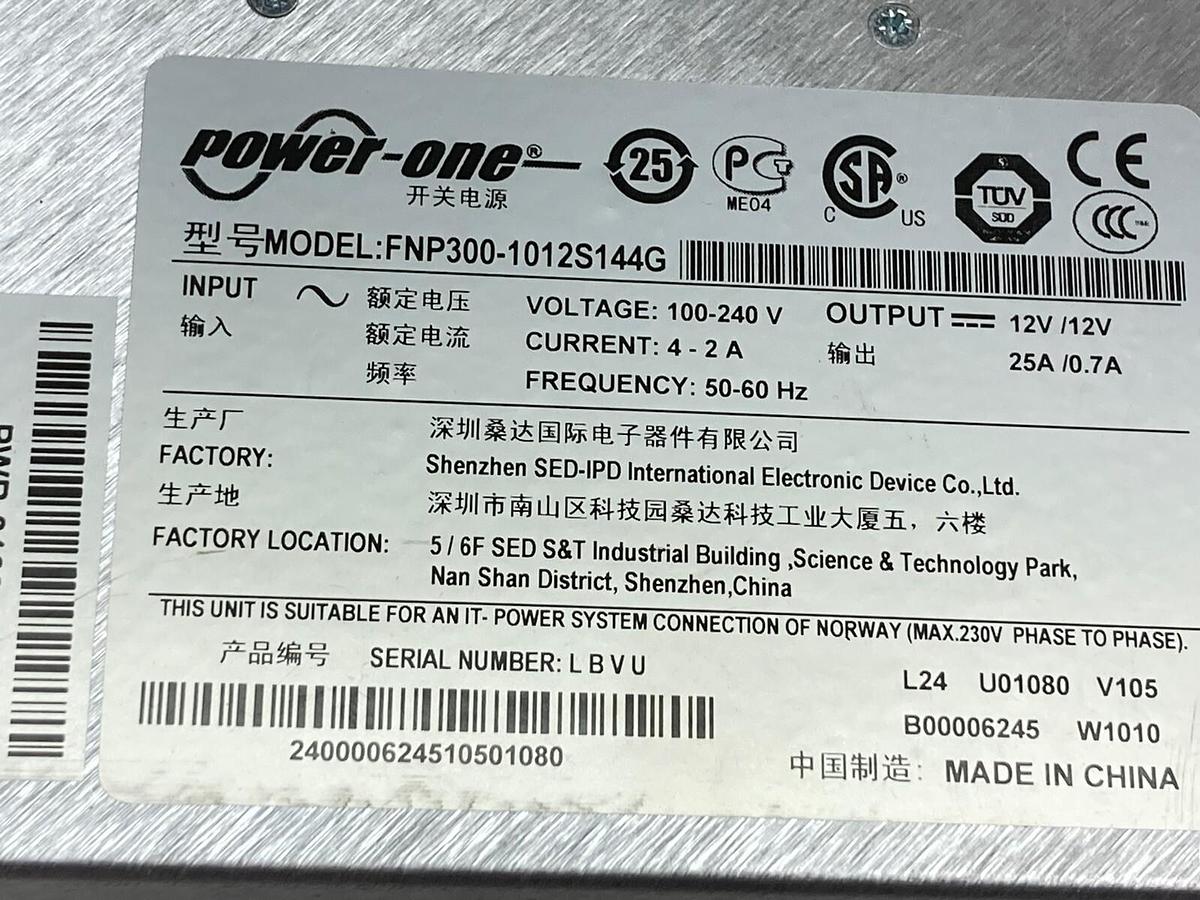 power-one®
开关电源
25
PG
ME04
SA®
C US
TÜV
SÜD
CE
CCC
型号MODEL:FNP300-1012S144G
INPUT 额定电压 VOLTAGE: 100-240 V OUTPUT 12V /12V
输入 额定电流 CURRENT: 4 - 2 A 输出 25A /0.7A
频率 FREQUENCY: 50-60 Hz
生产厂 深圳桑达国际电子器件有限公司
FACTORY: Shenzhen SED-IPD International Electronic Device Co.,Ltd.
生产地 深圳市南山区科技园桑达科技工业大厦五，六楼
FACTORY LOCATION: 5 / 6F SED S&T Industrial Building ,Science & Technology Park,
Nan Shan District, Shenzhen,China
THIS UNIT IS SUITABLE FOR AN IT- POWER SYSTEM CONNECTION OF NORWAY (MAX.230V PHASE TO PHASE).
产品编号 SERIAL NUMBER: L B V U
L24 U01080 V105
B00006245 W1010
240000624510501080
中国制造: MADE IN CHINA